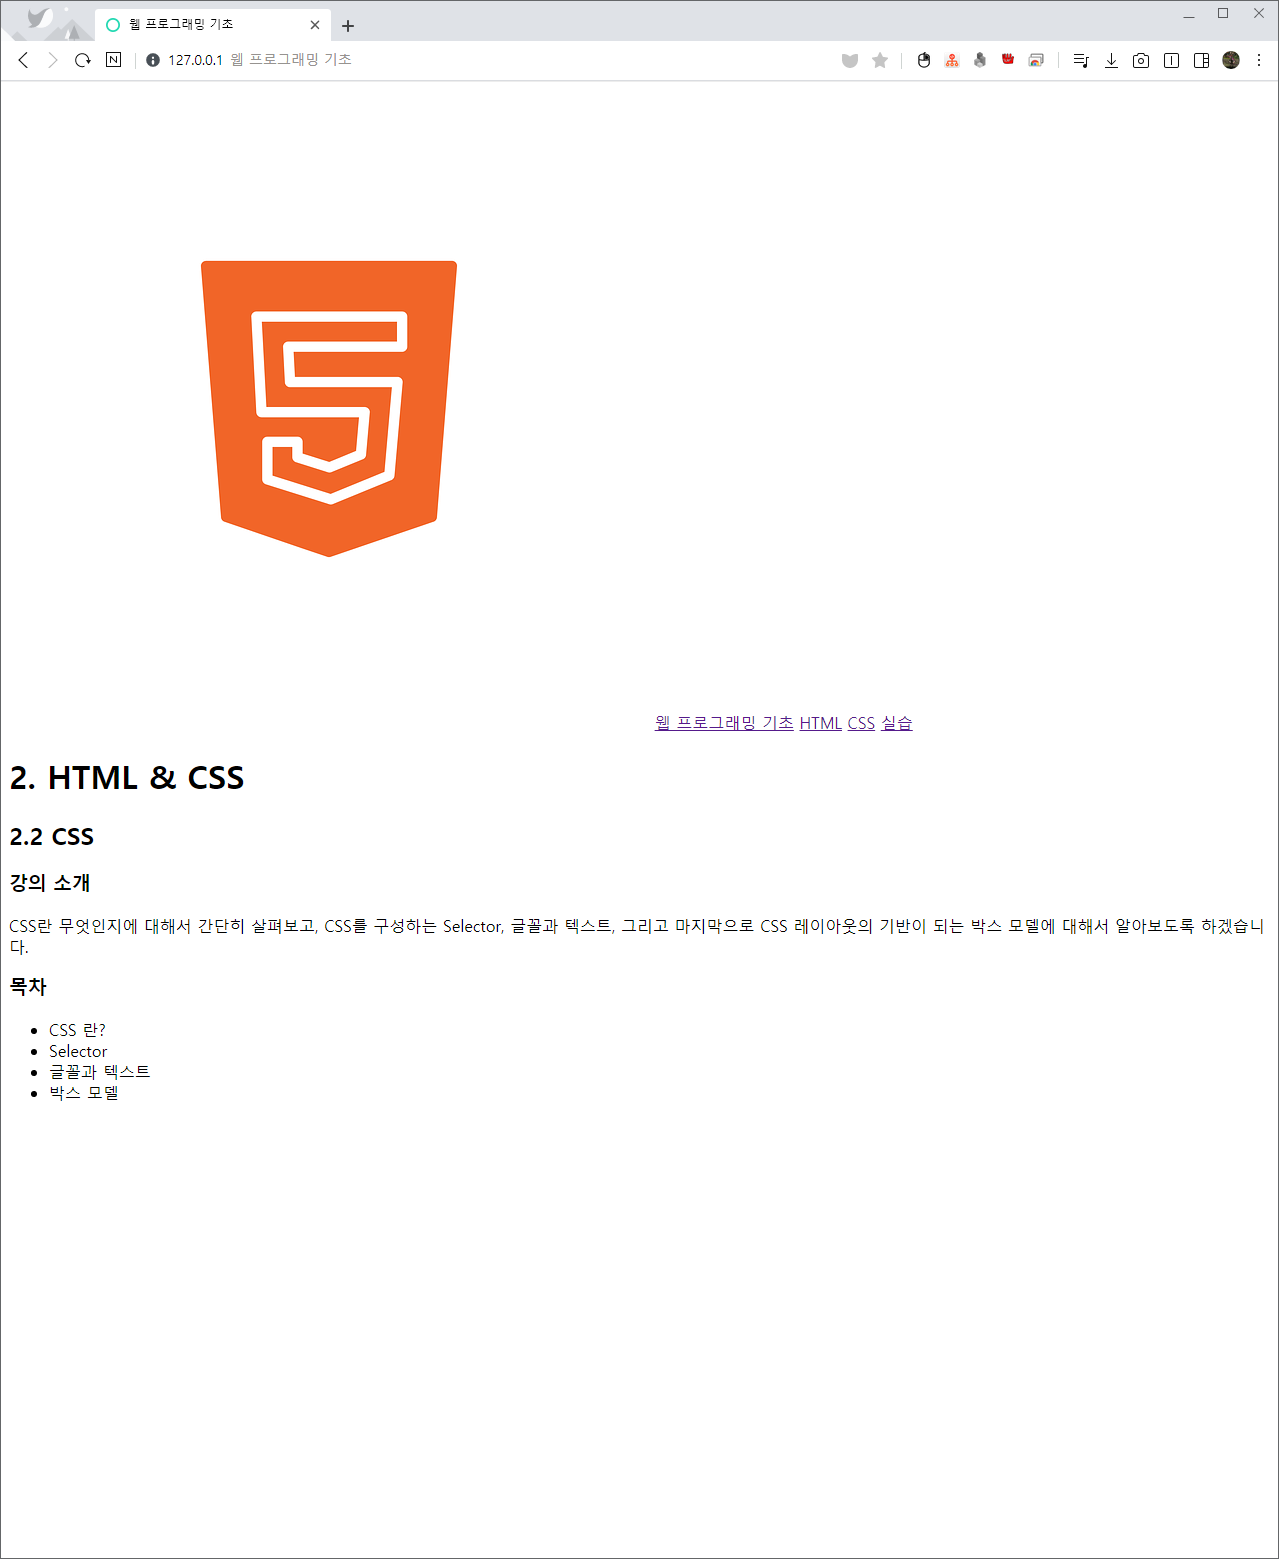 웹 프로그래밍 기초
N
127.0.0.1 웹 프로그래밍 기초
5
웹 프로그래밍 기초 HTML CSS 실습
2. HTML & CSS
2.2 CSS
강의 소개
CSS란 무엇인지에 대해서 간단히 살펴보고, CSS를 구성하는 Selector, 글꼴과 텍스트, 그리고 마지막으로 CSS 레이아웃의 기반이 되는 박스 모델에 대해서 알아보도록 하겠습니
다.
목차
CSS 란?
Selector
글꼴과 텍스트
박스 모델